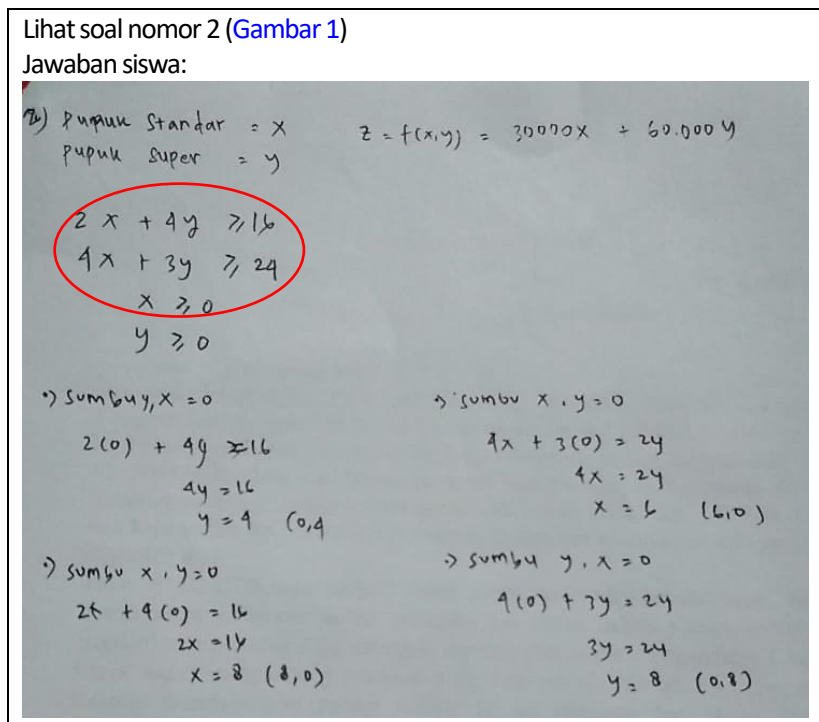 Lihat soal nomor 2 (Gambar 1)
Jawaban siswa:
2) Pupuk Standar = x
z = f(x,y) = 30000x + 60.000 y
Pupuk super = y
2x + 4y ≥ 16
4x + 3y ≥ 24
x ≥ 0
y ≥ 0
•) Sumbu y, x = 0
2(0) + 4y = 16
4y = 16
y = 4 (0,4
•) sumbu x, y = 0
2x + 4(0) = 16
2x = 16
x = 8 (8,0)
•) sumbu x, y = 0
4x + 3(0) = 24
4x = 24
x = 6 (6,0)
•) sumbu y, x = 0
4(0) + 3y = 24
3y = 24
y = 8 (0,8)